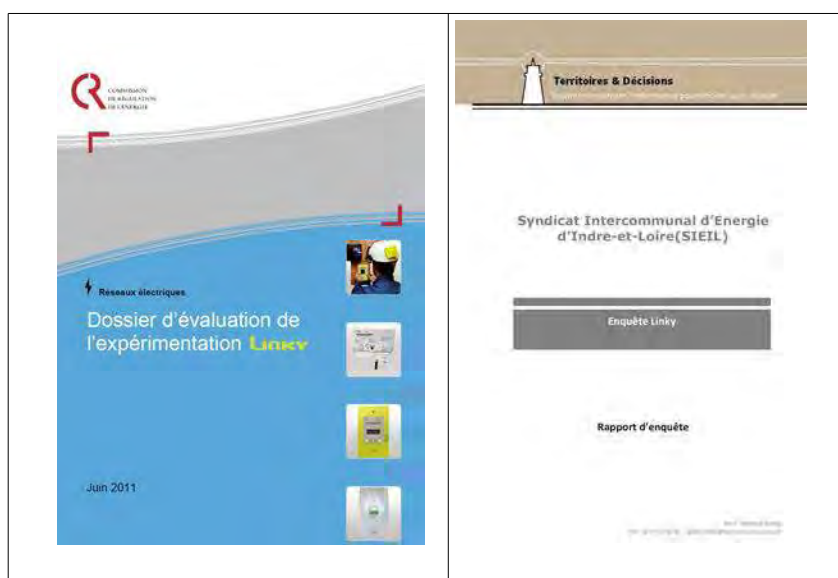 COMMISSION
DE RÉGULATION
DE L'ÉNERGIE
Réseaux électriques
Dossier d'évaluation de
l'expérimentation Linky
Juin 2011
Territoires & Décisions
Syndicat Intercommunal d'Energie
d'Indre-et-Loire(SIEIL)
Enquête Linky
Rapport d'enquête